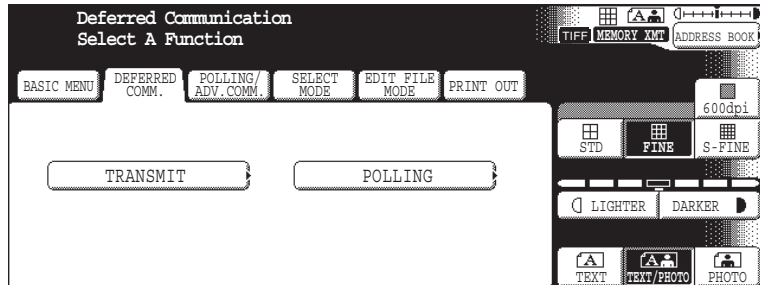 Deferred Communication
Select A Function
TIFF MEMORY XMT ADDRESS BOOK
BASIC MENU
DEFERRED COMM.
POLLING/ ADV.COMM.
SELECT MODE
EDIT FILE MODE
PRINT OUT
600dpi
STD FINE S-FINE
TRANSMIT POLLING
LIGHTER DARKER
TEXT TEXT/PHOTO PHOTO